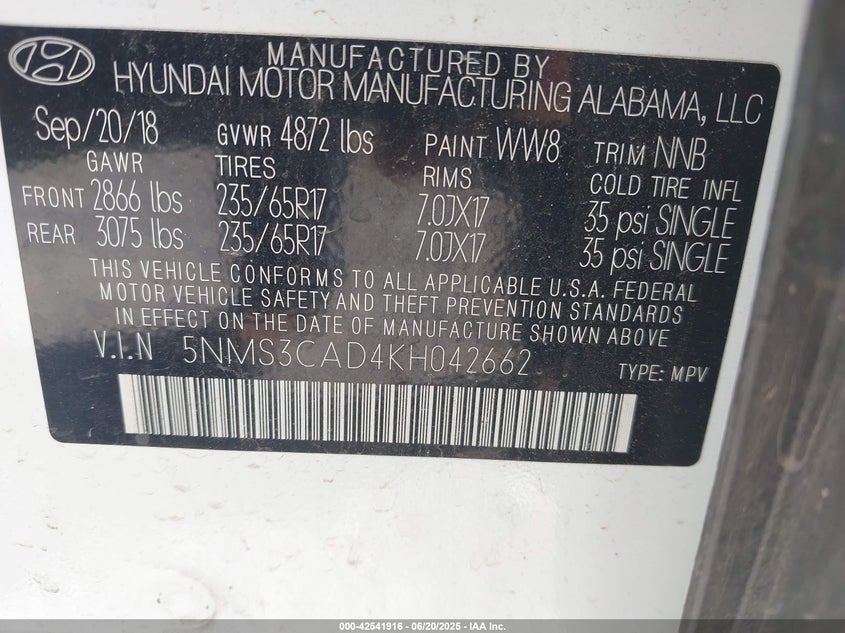 MANUFACTURED BY
HYUNDAI MOTOR MANUFACTURING ALABAMA, LLC
Sep/20/18 GVWR 4872 lbs PAINT WW8 TRIM NNB
GAWR TIRES RIMS COLD TIRE INFL
FRONT 2866 lbs 235/65R17 7.0JX17 35 psi SINGLE
REAR 3075 lbs 235/65R17 7.0JX17 35 psi SINGLE
THIS VEHICLE CONFORMS TO ALL APPLICABLE U.S.A. FEDERAL
MOTOR VEHICLE SAFETY AND THEFT PREVENTION STANDARDS
IN EFFECT ON THE DATE OF MANUFACTURE SHOWN ABOVE
V.I.N 5NMS3CAD4KH042662 TYPE: MPV
000-42541916 - 06/20/2025 - IAA Inc.